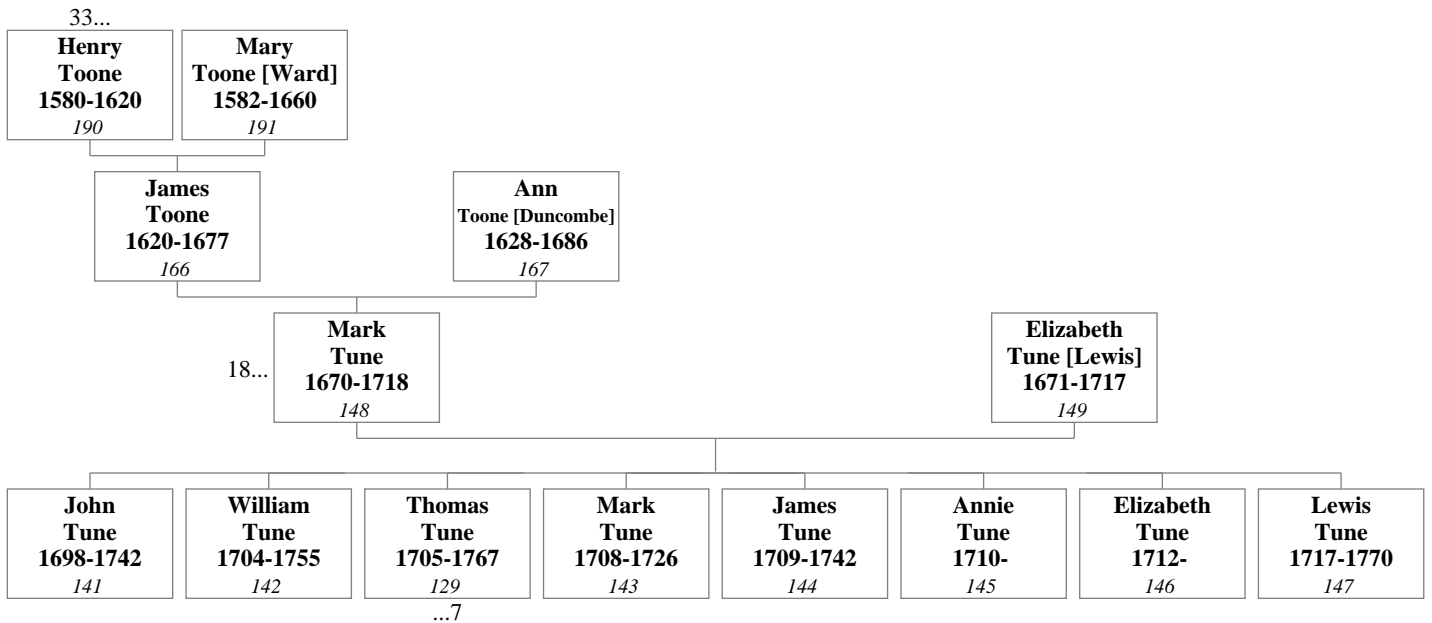 33...
Henry
Toone
1580-1620
190
Mary
Toone [Ward]
1582-1660
191
James
Toone
1620-1677
166
Ann
Toone [Duncombe]
1628-1686
167
18...
Mark
Tune
1670-1718
148
Elizabeth
Tune [Lewis]
1671-1717
149
John
Tune
1698-1742
141
William
Tune
1704-1755
142
Thomas
Tune
1705-1767
129
...7
Mark
Tune
1708-1726
143
James
Tune
1709-1742
144
Annie
Tune
1710-
145
Elizabeth
Tune
1712-
146
Lewis
Tune
1717-1770
147